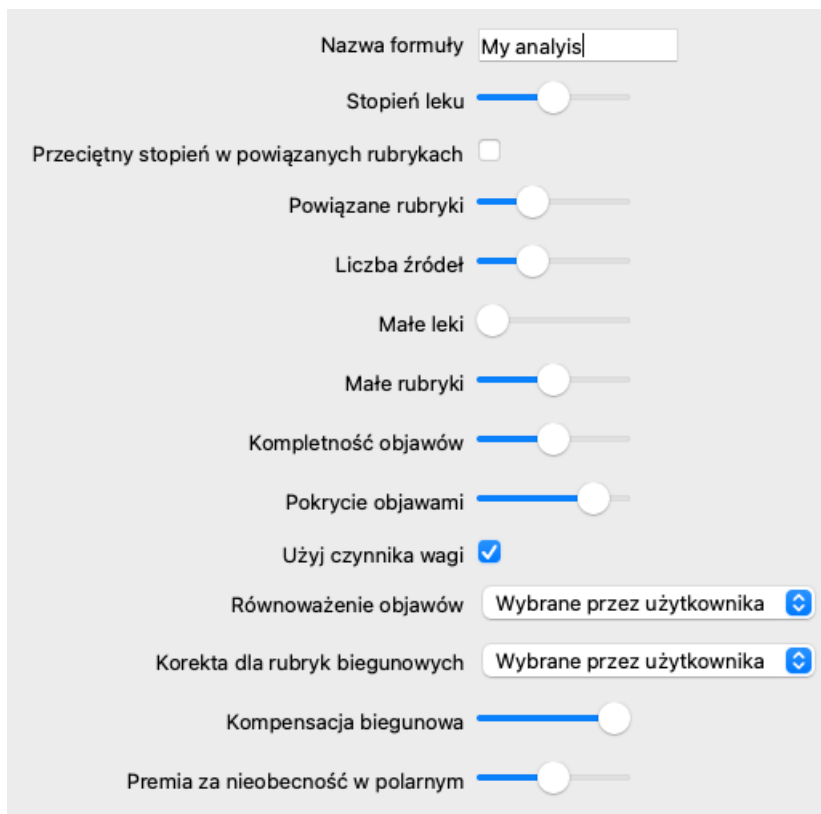 Nazwa formuły My analyis
Stopień leku
Przeciętny stopień w powiązanych rubrykach
Powiązane rubryki
Liczba źródeł
Małe leki
Małe rubryki
Kompletność objawów
Pokrycie objawami
Użyj czynnika wagi
Równoważenie objawów Wybrane przez użytkownika
Korekta dla rubryk biegunowych Wybrane przez użytkownika
Kompensacja biegunowa
Premia za nieobecność w polarnym